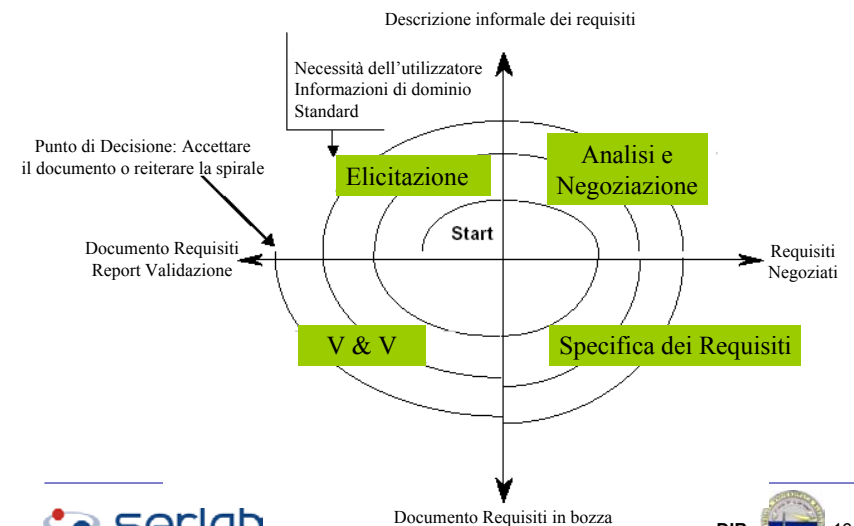 Descrizione informale dei requisiti
Necessità dell'utilizzatore
Informazioni di dominio
Standard
Punto di Decisione: Accettare
il documento o reiterare la spirale
Elicitazione
Analisi e
Negoziazione
Start
Documento Requisiti
Report Validazione
Requisiti
Negoziati
V & V
Specifica dei Requisiti
Documento Requisiti in bozza
serlab